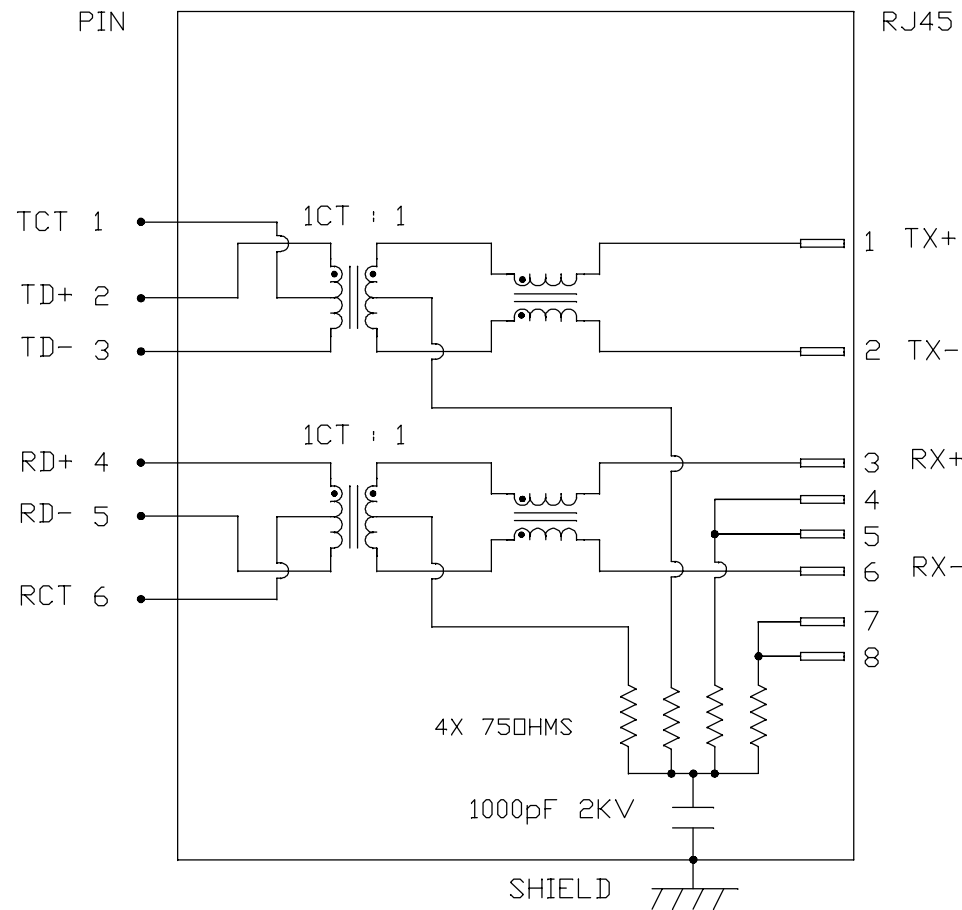 PIN
RJ45
TCT 1
1CT : 1
1 TX+
TD+ 2
TD- 3
2 TX-
1CT : 1
RD+ 4
3 RX+
4
RD- 5
5
6 RX-
RCT 6
7
8
4X 75OHMS
1000pF 2KV
SHIELD